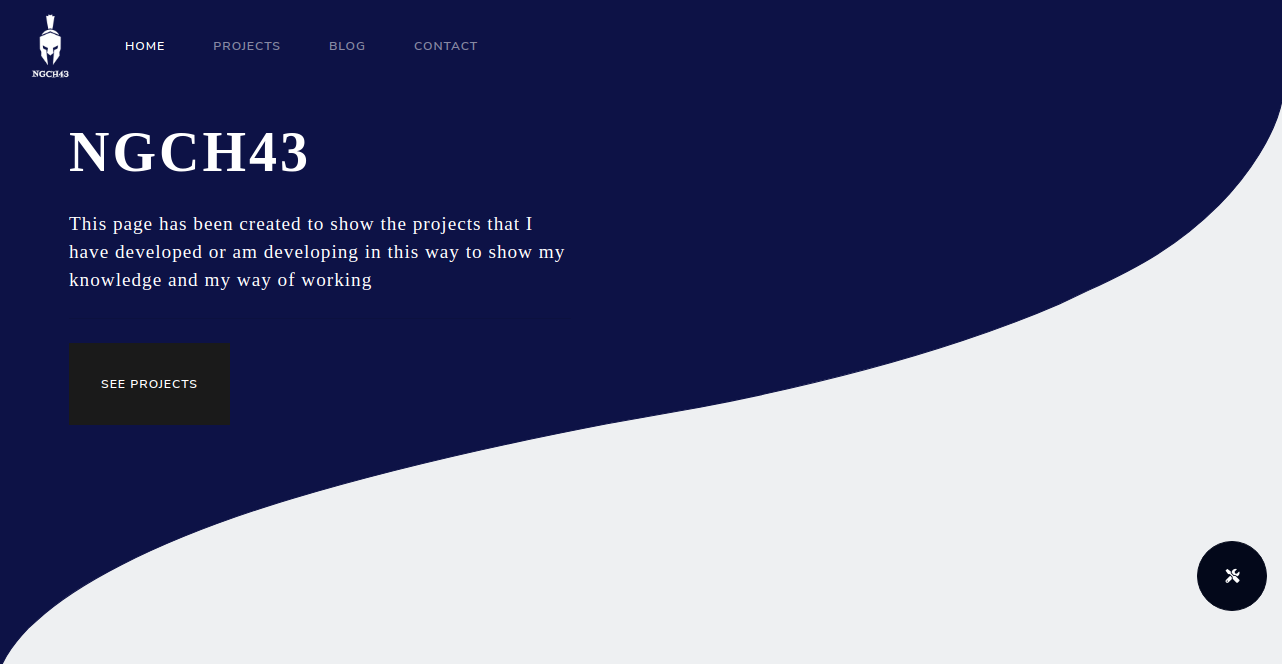 NGCH43
HOME PROJECTS BLOG CONTACT
NGCH43
This page has been created to show the projects that I
have developed or am developing in this way to show my
knowledge and my way of working
SEE PROJECTS